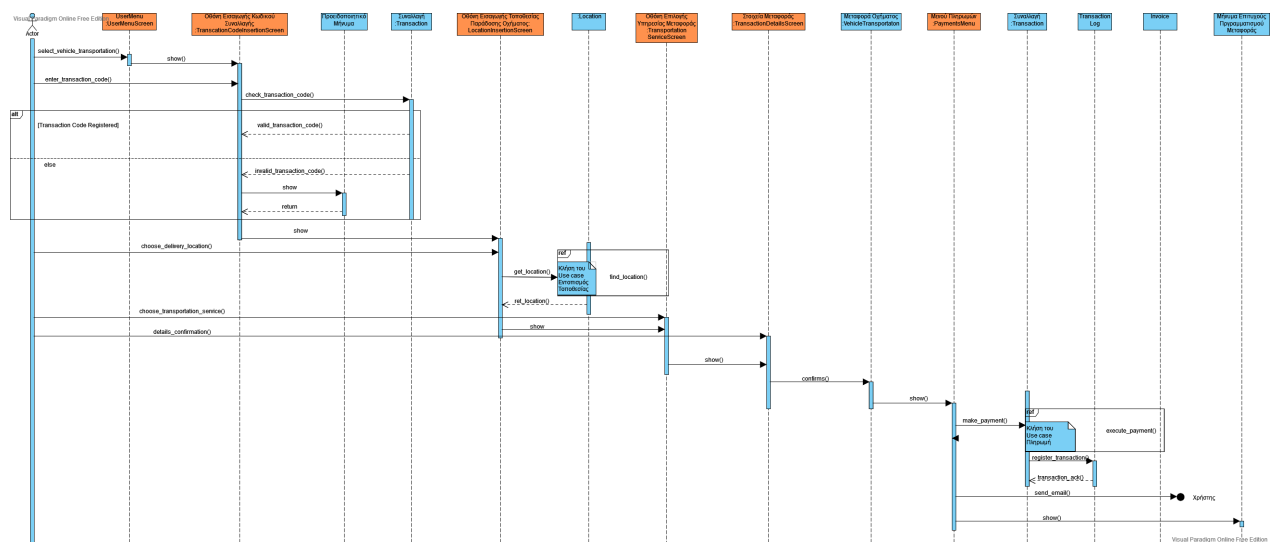 Visual Paradigm Online Free Edition
Actor
UserMenu
:UserMenuScreen
Οθόνη Εισαγωγής Κωδικού
Συναλλαγής
:TranscationCodeInsertionScreen
Προειδοποιητικό
Μήνυμα
Συναλλαγή
:Transaction
Οθόνη Εισαγωγής Τοποθεσίας
Παράδοσης Οχήματος:
LocationInsertionScreen
:Location
Οθόνη Επιλογής
Υπηρεσίας Μεταφοράς
:Transportation
ServiceScreen
Στοιχεία Μεταφοράς
:TransactionDetailsScreen
Μεταφορά Οχήματος
:VehicleTransportation
Μενού Πληρωμών
:PaymentsMenu
Συναλλαγή
:Transaction
Transaction
Log
Invoice
Μήνυμα Επιτυχούς
Πργραμματισμού
Μεταφοράς
select_vehicle_transportation()
show()
enter_transaction_code()
check_transaction_code()
alt
[Transaction Code Registered]
valid_transaction_code()
else
invalid_transaction_code()
show
return
show
choose_delivery_location()
ref
Κλήση του
Use case
Εντοπισμός
Τοποθεσίας
get_location()
find_location()
ret_location()
choose_transportation_service()
show
details_confirmation()
show()
confirms()
show()
ref
make_payment()
Κλήση του
Use case
Πληρωμή
execute_payment()
register_transaction()
transaction_ack()
send_email()
Χρήστης
show()
Visual Paradigm Online Free Edition